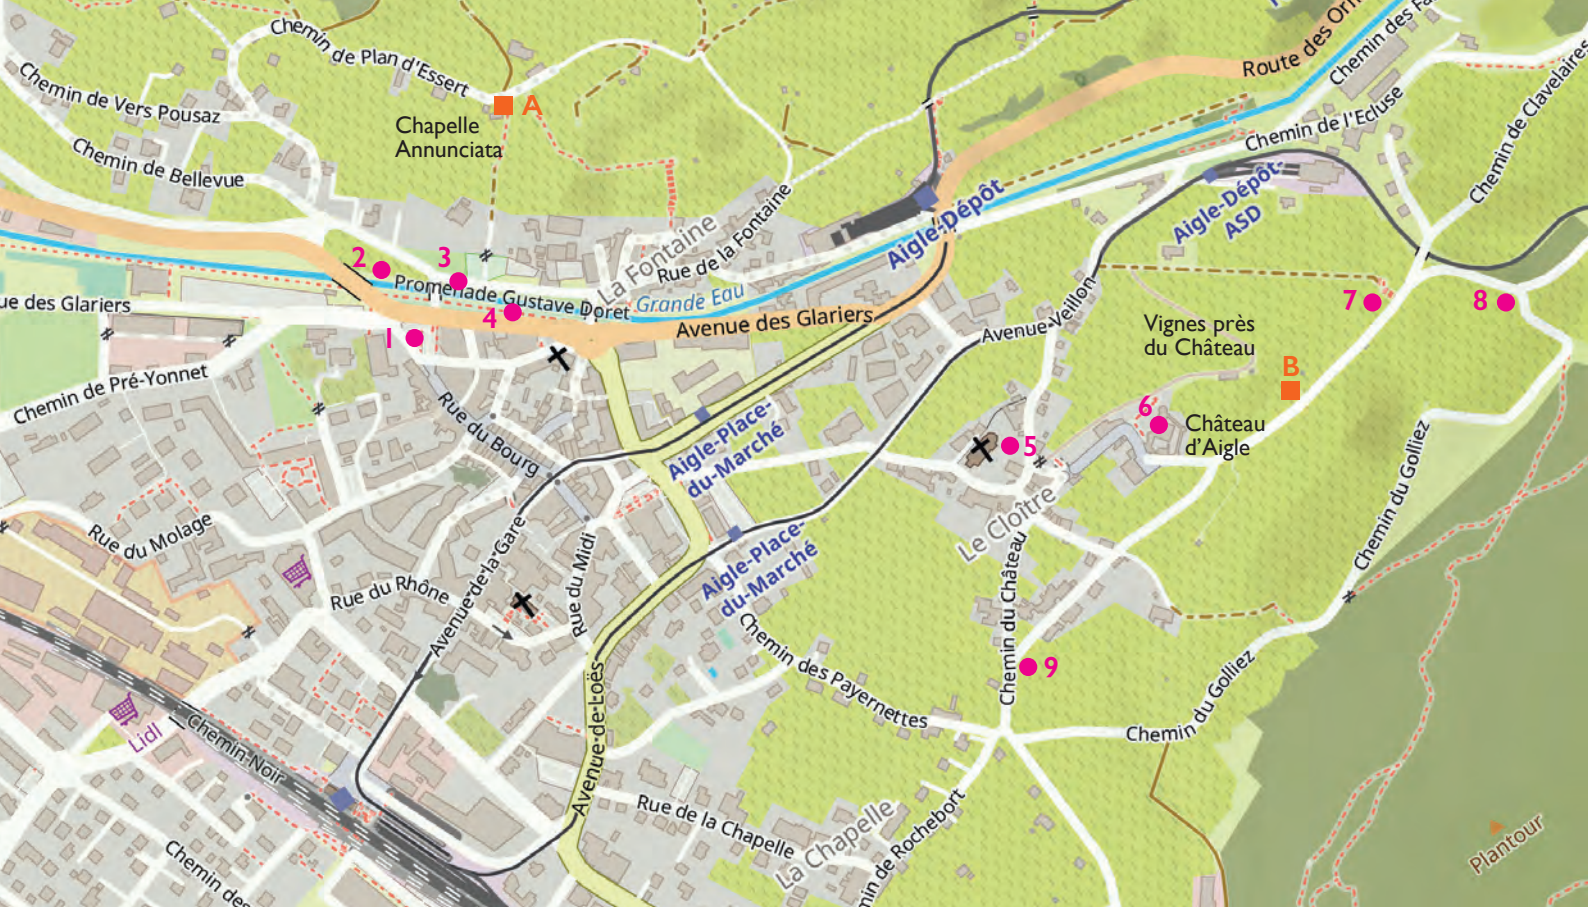 Chemin de Plan d'Essert
Route des Orm
Chemin des Fa
Chemin de Vers Pousaz
A
Chapelle
Annunciata
Chemin de l'Ecluse
Chemin de Clavelaires
Chemin de Bellevue
La Fontaine
Rue de la Fontaine
Aigle-Dépôt
Aigle-Dépôt-
ASD
2
3
Promenade Gustave Doret
Grande Eau
ue des Glariers
4
1
Avenue des Glariers
Avenue-Veillon
Vignes près
du Château
7
8
B
Chemin de Pré-Yonnet
Rue du Bourg
Aigle-Place-
du-Marché
6
Château
d'Aigle
5
Le Cloître
Chemin du Golliez
Rue du Molage
Avenue-de-la-Gare
Rue du Midi
Aigle-Place-
du-Marché
Rue du Rhône
Chemin du Château
Chemin des Payernettes
9
Chemin du Golliez
Lidl
Chemin-Noir
Avenue-de-Loës
Rue de la Chapelle
La Chapelle
min de Rochebort
Plantour
Chemin des